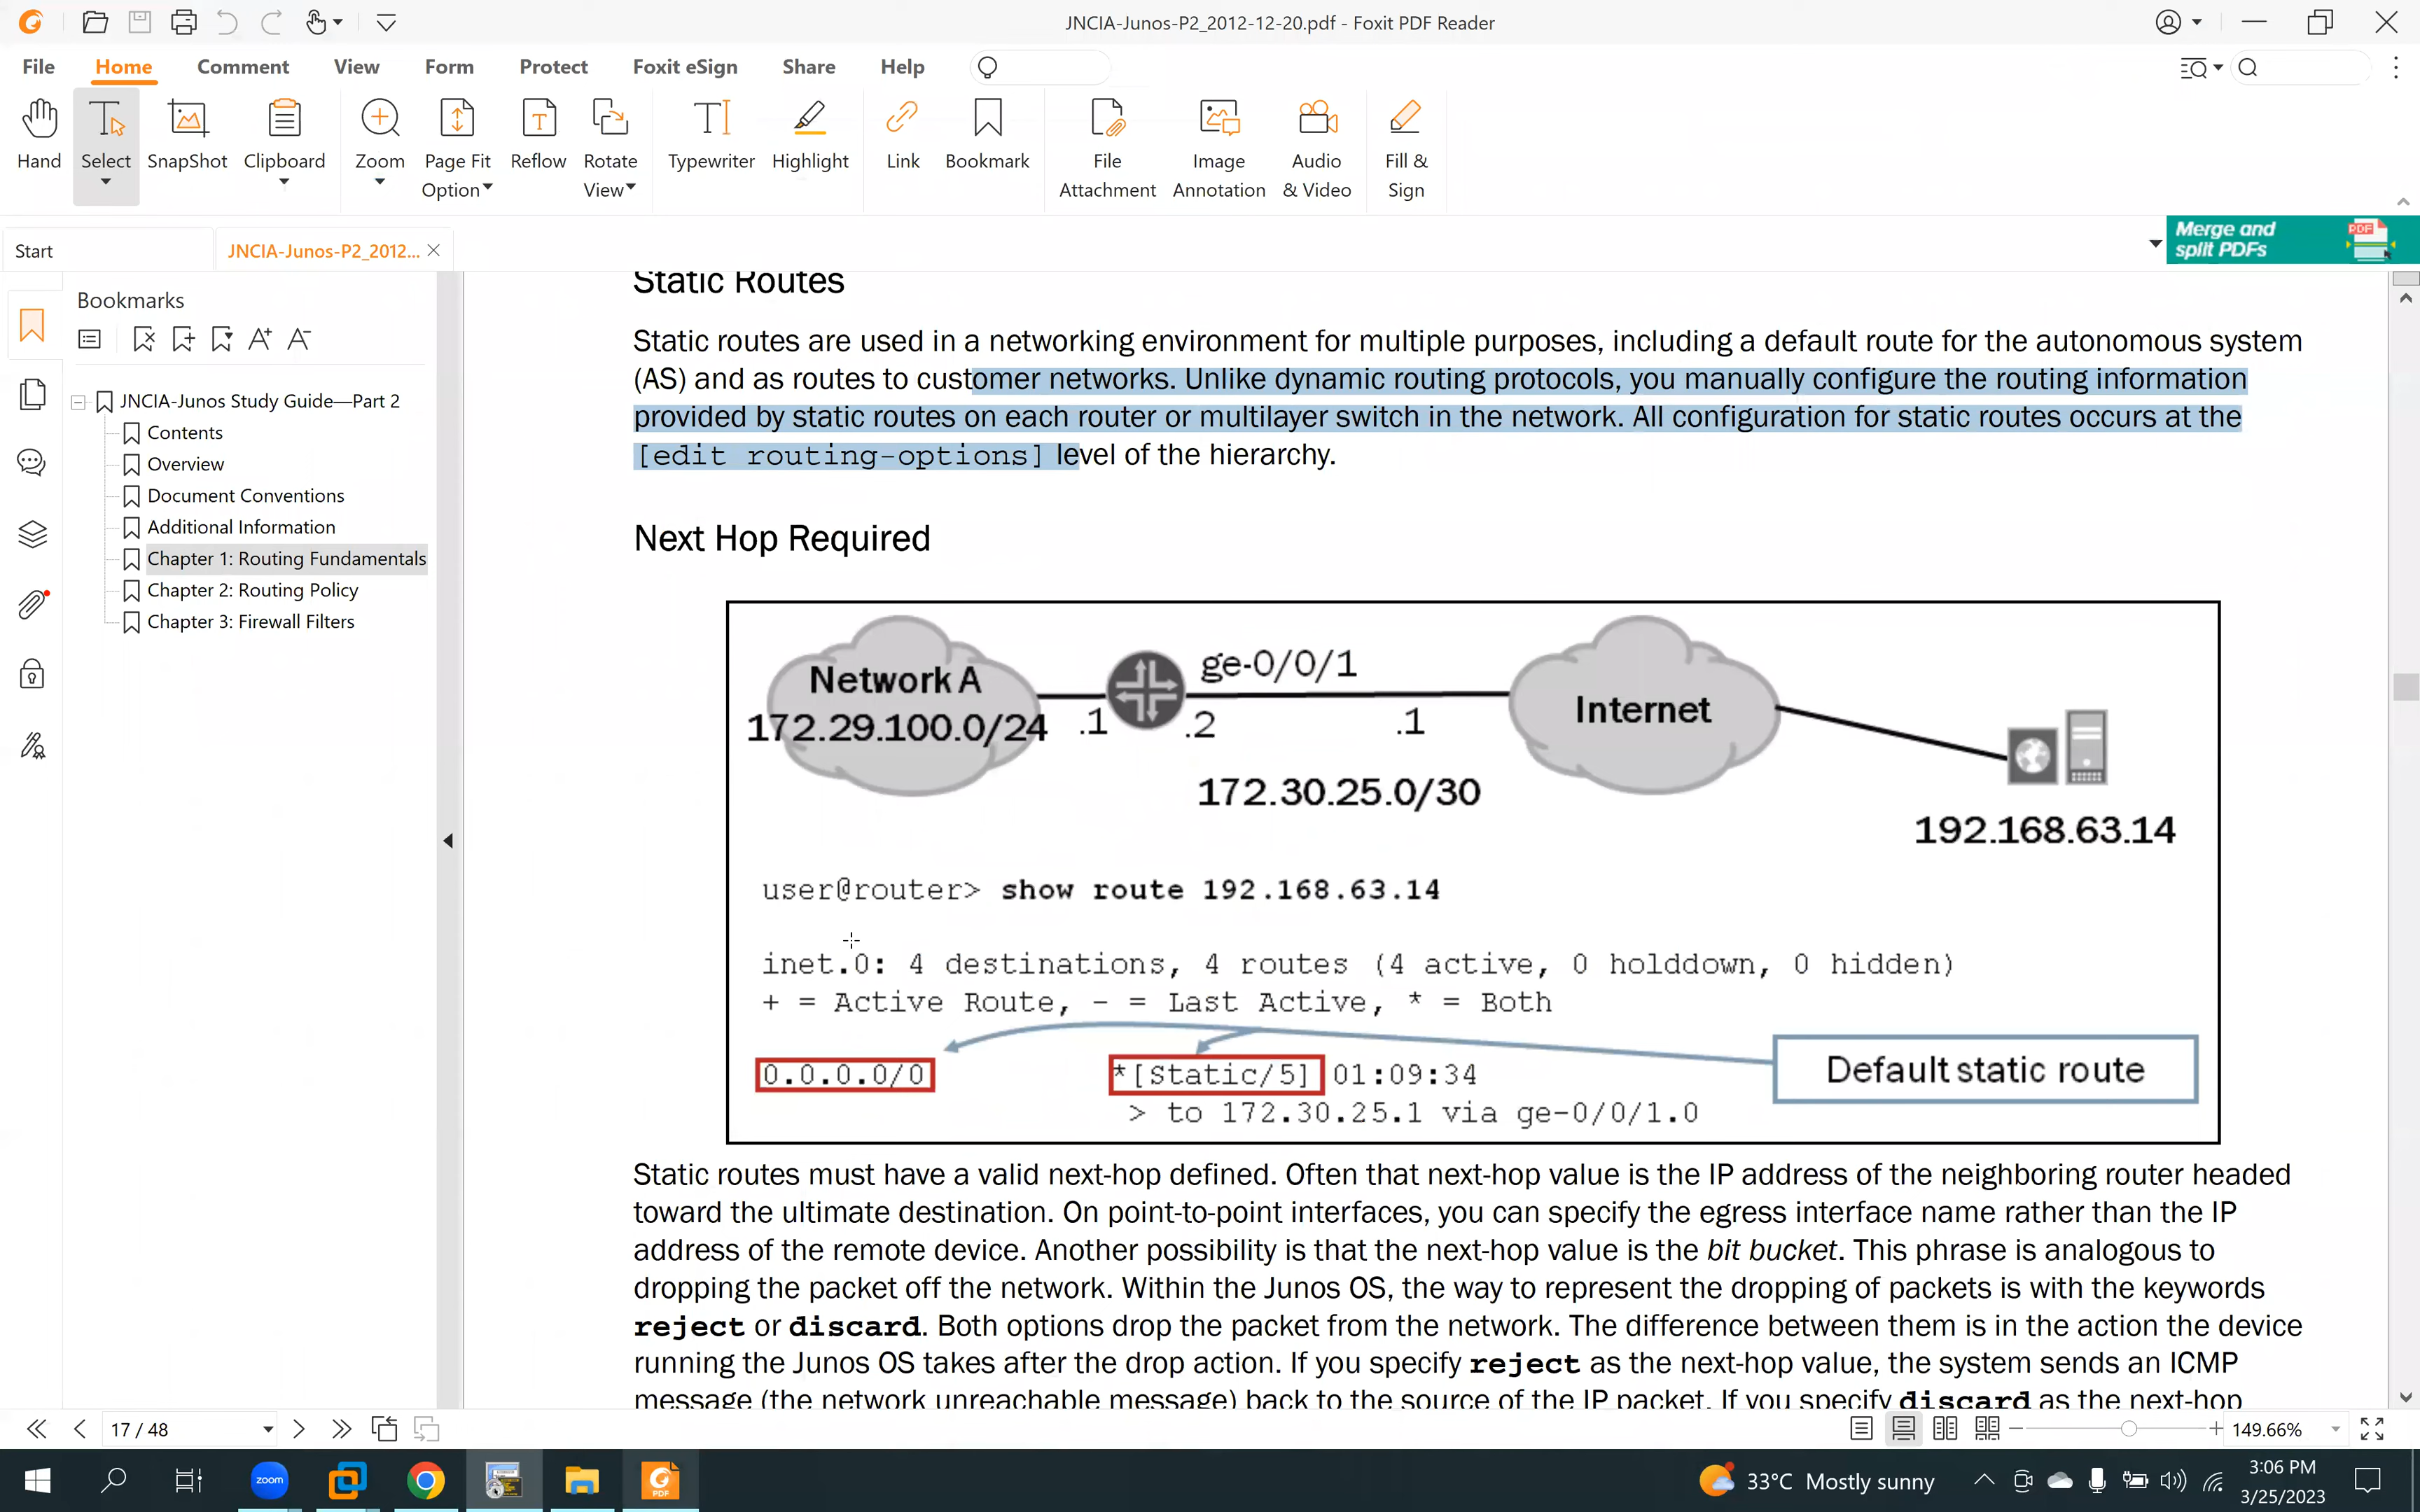 JNCIA-Junos-P2_2012-12-20.pdf - Foxit PDF Reader
File Home Comment View Form Protect Foxit eSign Share Help
Hand Select SnapShot Clipboard Zoom Page Fit Option Reflow Rotate View Typewriter Highlight Link Bookmark File Attachment Image Annotation Audio & Video Fill & Sign
Start JNCIA-Junos-P2_2012...
Merge and
split PDFs
PDF
Bookmarks
JNCIA-Junos Study Guide—Part 2
Contents
Overview
Document Conventions
Additional Information
Chapter 1: Routing Fundamentals
Chapter 2: Routing Policy
Chapter 3: Firewall Filters
Static Routes
Static routes are used in a networking environment for multiple purposes, including a default route for the autonomous system
(AS) and as routes to customer networks. Unlike dynamic routing protocols, you manually configure the routing information
provided by static routes on each router or multilayer switch in the network. All configuration for static routes occurs at the
[edit routing-options] level of the hierarchy.
Next Hop Required
Network A
172.29.100.0/24
.1
ge-0/0/1
.2
.1
172.30.25.0/30
Internet
192.168.63.14
user@router> show route 192.168.63.14
inet.0: 4 destinations, 4 routes (4 active, 0 holddown, 0 hidden)
+ = Active Route, - = Last Active, * = Both
0.0.0.0/0 *[Static/5] 01:09:34
> to 172.30.25.1 via ge-0/0/1.0
Default static route
Static routes must have a valid next-hop defined. Often that next-hop value is the IP address of the neighboring router headed
toward the ultimate destination. On point-to-point interfaces, you can specify the egress interface name rather than the IP
address of the remote device. Another possibility is that the next-hop value is the bit bucket. This phrase is analogous to
dropping the packet off the network. Within the Junos OS, the way to represent the dropping of packets is with the keywords
reject or discard. Both options drop the packet from the network. The difference between them is in the action the device
running the Junos OS takes after the drop action. If you specify reject as the next-hop value, the system sends an ICMP
message (the network unreachable message) back to the source of the IP packet. If you specify discard as the next-hop
17 / 48
149.66%
zoom
PDF
33°C Mostly sunny
3:06 PM
3/25/2023